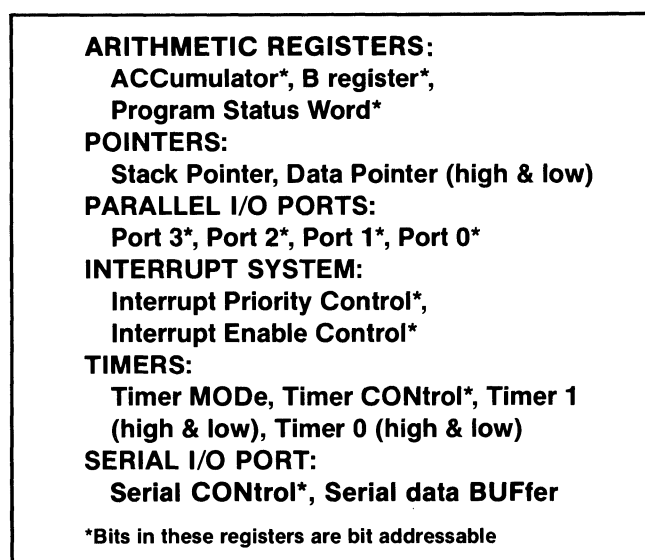 ARITHMETIC REGISTERS:
ACCumulator*, B register*,
Program Status Word*
POINTERS:
Stack Pointer, Data Pointer (high & low)
PARALLEL I/O PORTS:
Port 3*, Port 2*, Port 1*, Port 0*
INTERRUPT SYSTEM:
Interrupt Priority Control*,
Interrupt Enable Control*
TIMERS:
Timer MODe, Timer CONtrol*, Timer 1
(high & low), Timer 0 (high & low)
SERIAL I/O PORT:
Serial CONtrol*, Serial data BUFfer
*Bits in these registers are bit addressable